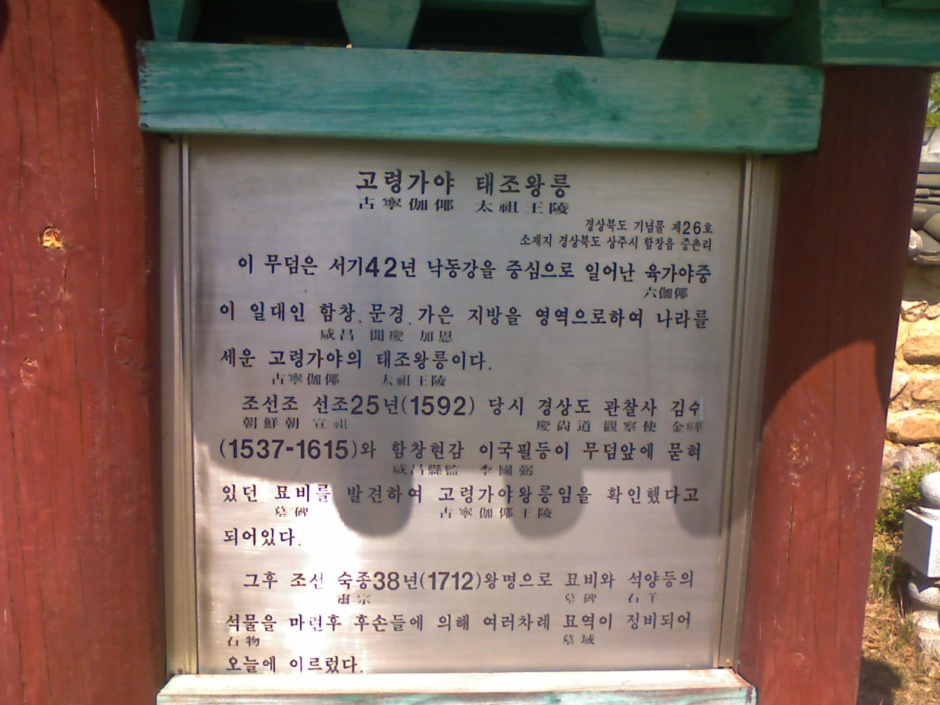 고령가야 태조왕릉
古寧伽倻 太祖王陵
경상북도 기념물 제26호
소재지 경상북도 상주시 함창읍 증촌리
이 무덤은 서기42년 낙동강을 중심으로 일어난 육가야중
六伽倻
이 일대인 함창, 문경, 가은 지방을 영역으로하여 나라를
咸昌 聞慶 加恩
세운 고령가야의 태조왕릉이다.
古寧伽倻 太祖王陵
조선조 선조25년(1592) 당시 경상도 관찰사 김수
朝鮮朝 宣祖 慶尙道 觀察使 金睟
(1537-1615)와 함창현감 이국필등이 무덤앞에 묻혀
咸昌縣監 李國弼
있던 묘비를 발견하여 고령가야왕릉임을 확인했다고
墓碑 古寧伽倻王陵
되어있다.
그후 조선 숙종38년(1712)왕명으로 묘비와 석양등의
肅宗 墓碑 石羊
석물을 마련후 후손들에 의해 여러차례 묘역이 정비되어
石物 墓域
오늘에 이르렀다.